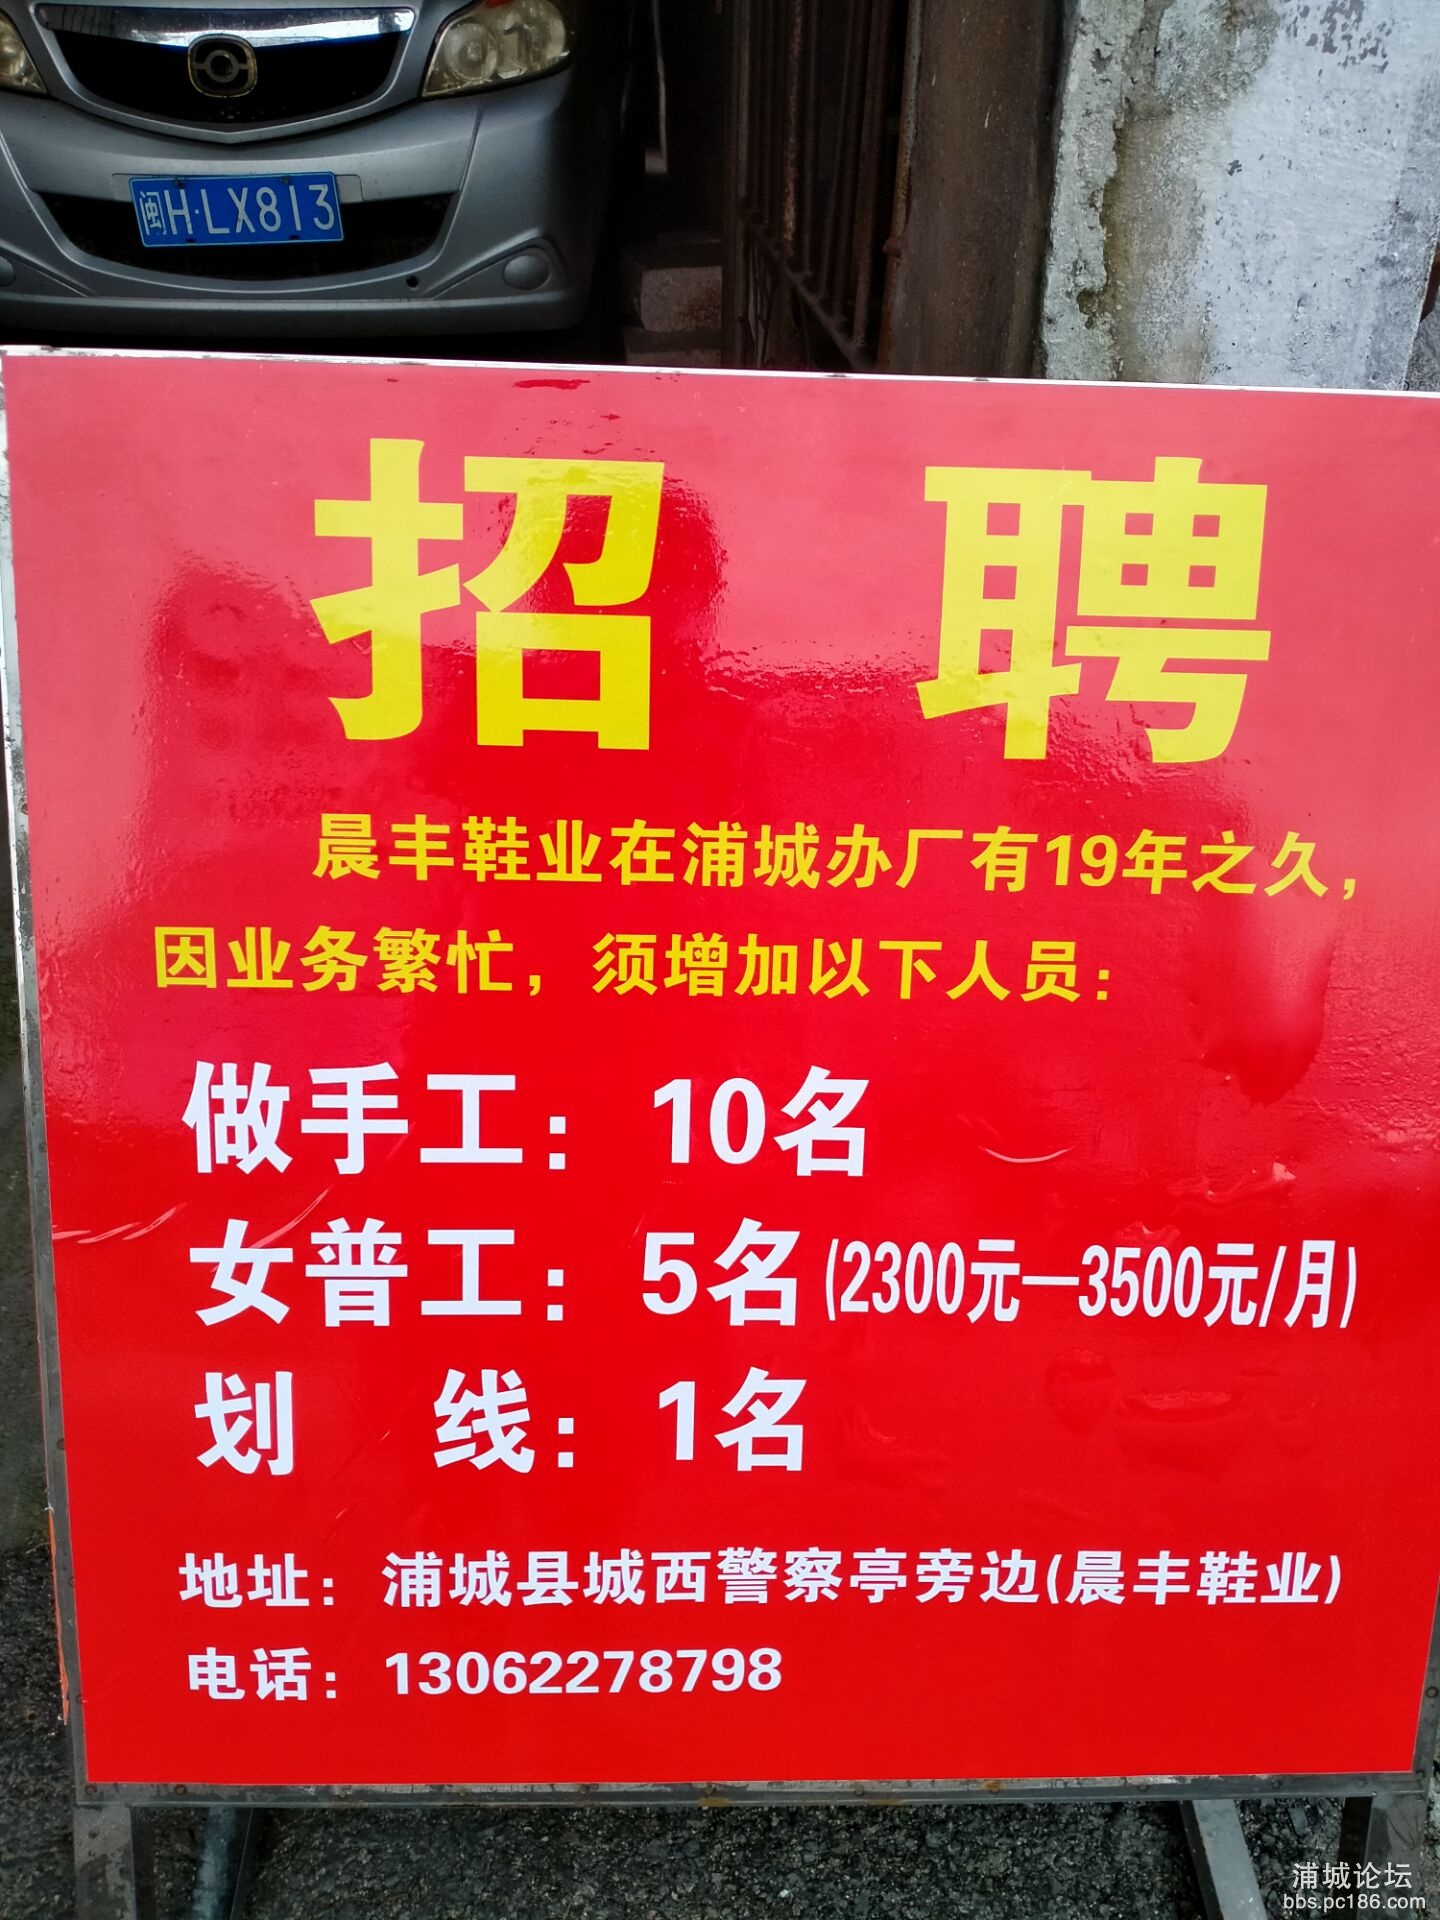 闽H·LX813
招 聘
晨丰鞋业在浦城办厂有19年之久，
因业务繁忙，须增加以下人员：
做手工：10名
女普工：5名(2300元—3500元/月)
划 线：1名
地址：浦城县城西警察亭旁边(晨丰鞋业)
电话：13062278798
浦城论坛
bbs.pc186.com